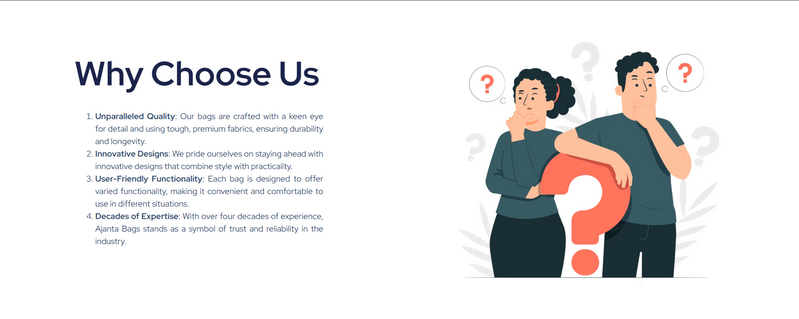 Why Choose Us
1. Unparalleled Quality: Our bags are crafted with a keen eye
for detail and using tough, premium fabrics, ensuring durability
and longevity.
2. Innovative Designs: We pride ourselves on staying ahead with
innovative designs that combine style with practicality.
3. User-Friendly Functionality: Each bag is designed to offer
varied functionality, making it convenient and comfortable to
use in different situations.
4. Decades of Expertise: With over four decades of experience,
Ajanta Bags stands as a symbol of trust and reliability in the
industry.
?
?
?
?
?
?